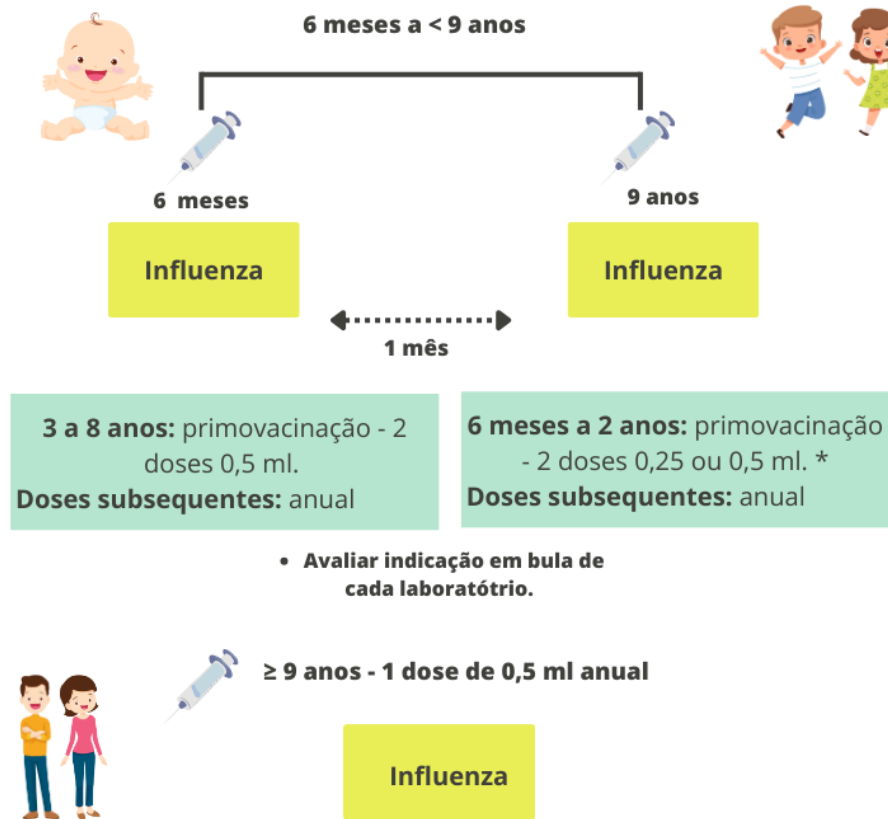 6 meses a < 9 anos
6 meses
9 anos
Influenza
Influenza
1 mês
3 a 8 anos: primovacinação - 2
doses 0,5 ml.
Doses subsequentes: anual
6 meses a 2 anos: primovacinação
- 2 doses 0,25 ou 0,5 ml. *
Doses subsequentes: anual
• Avaliar indicação em bula de
cada laboratótrio.
≥ 9 anos - 1 dose de 0,5 ml anual
Influenza